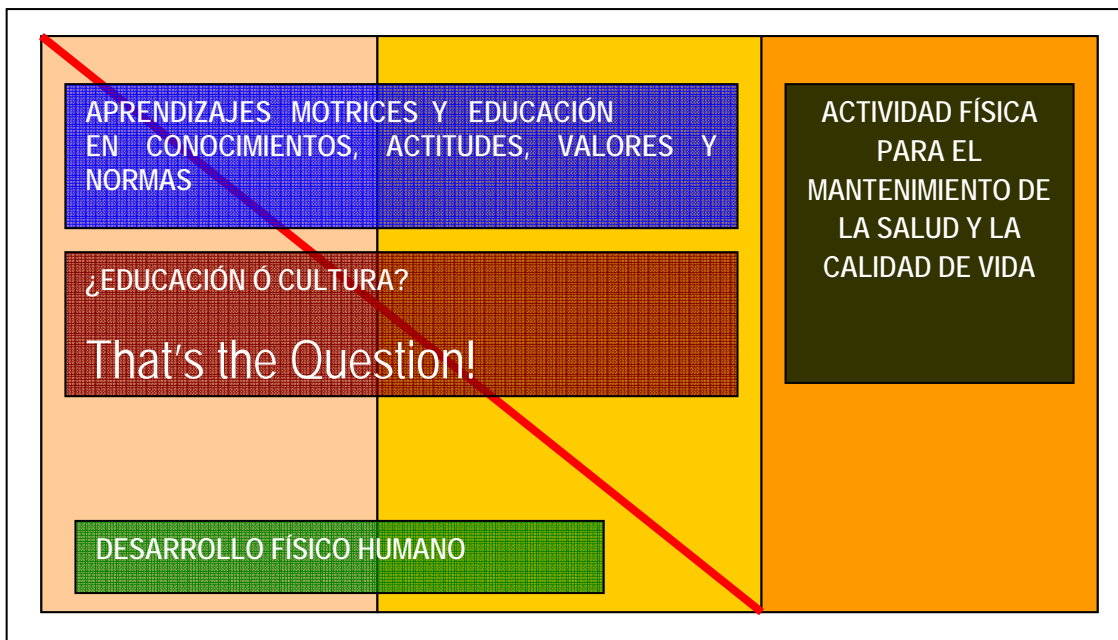 APRENDIZAJES MOTRICES Y EDUCACIÓN
EN CONOCIMIENTOS, ACTITUDES, VALORES Y
NORMAS
¿EDUCACIÓN Ó CULTURA?
That's the Question!
DESARROLLO FÍSICO HUMANO
ACTIVIDAD FÍSICA
PARA EL
MANTENIMIENTO DE
LA SALUD Y LA
CALIDAD DE VIDA